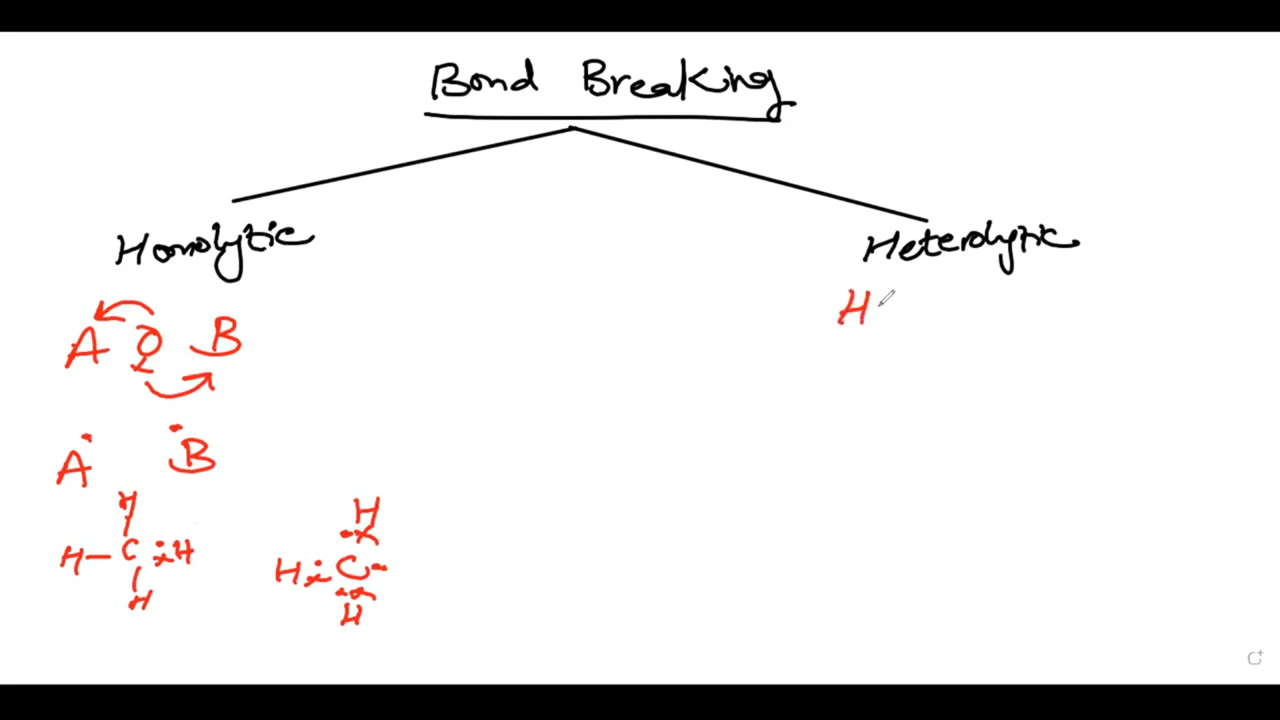 Bond Breaking
Homolytic
Heterolytic
H
A B
A• •B
H
H—C H
H
H
H C•
H